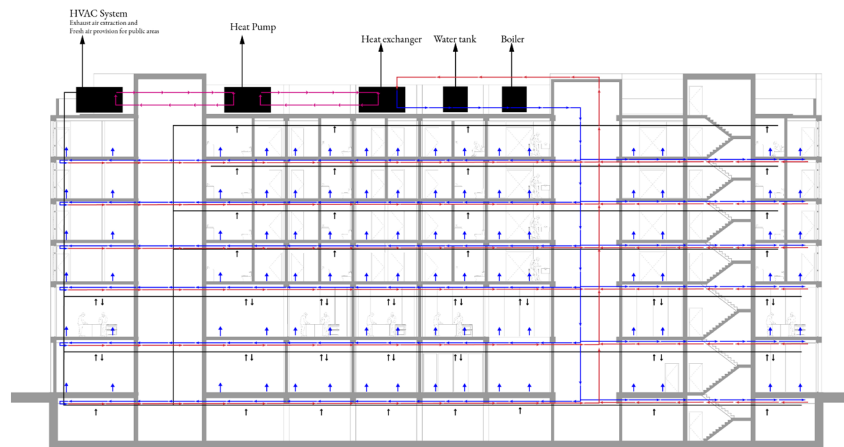 HVAC System
Exhaust air extraction and
Fresh air provision for public areas
Heat Pump
Heat exchanger
Water tank
Boiler